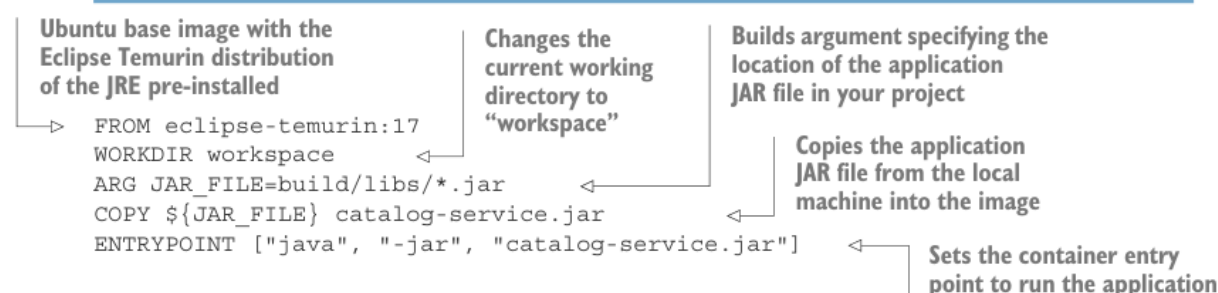 Ubuntu base image with the
Eclipse Temurin distribution
of the JRE pre-installed
Changes the
current working
directory to
“workspace”
Builds argument specifying the
location of the application
JAR file in your project
Copies the application
JAR file from the local
machine into the image
FROM eclipse-temurin:17
WORKDIR workspace
ARG JAR_FILE=build/libs/*.jar
COPY ${JAR_FILE} catalog-service.jar
ENTRYPOINT ["java", "-jar", "catalog-service.jar"]
Sets the container entry
point to run the application